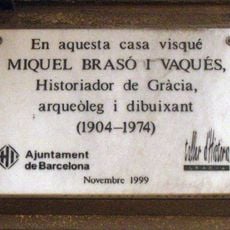 En aquesta casa visqué
MIQUEL BRASÓ I VAQUÉS,
Historiador de Gràcia,
arqueòleg i dibuixant
(1904-1974)
Ajuntament
de Barcelona
taller d'Història
GRÀCIA
Novembre 1999